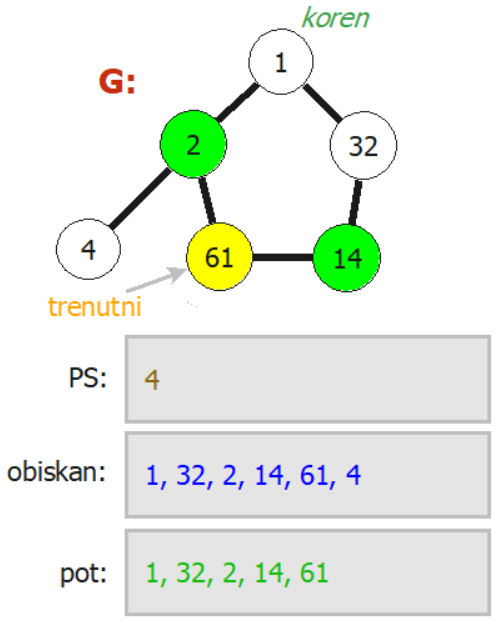 koren
G:
1
2
32
4
61
14
trenutni
PS: 4
obiskan: 1, 32, 2, 14, 61, 4
pot: 1, 32, 2, 14, 61